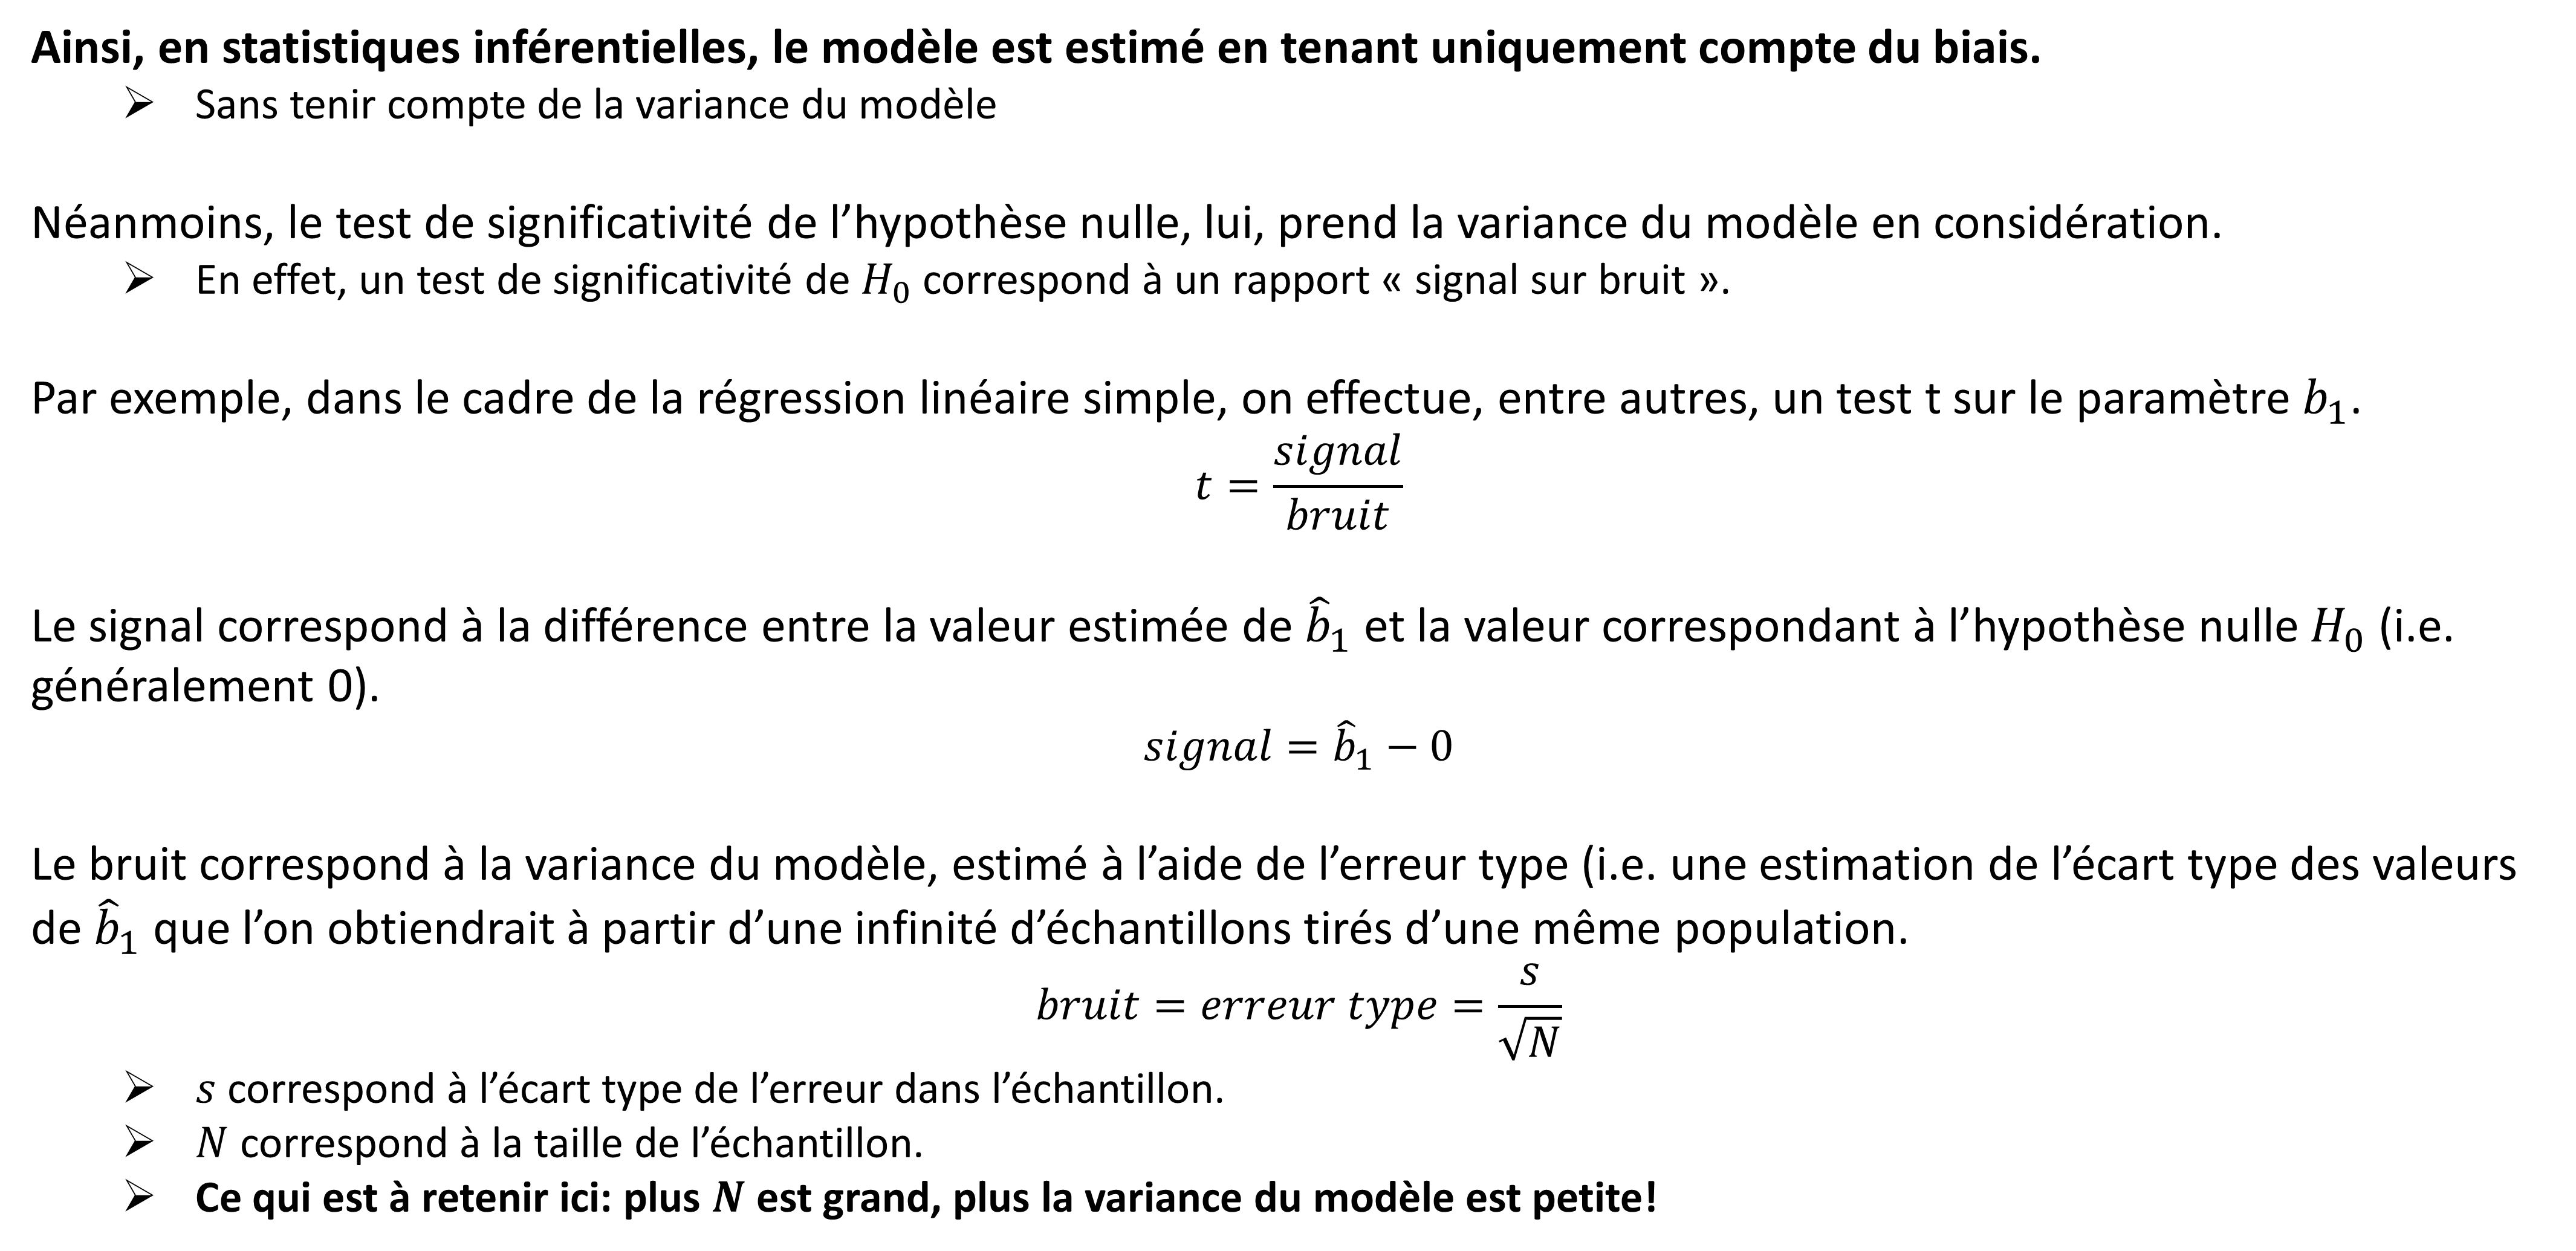 Ainsi, en statistiques inférentielles, le modèle est estimé en tenant uniquement compte du biais.
➢ Sans tenir compte de la variance du modèle
Néanmoins, le test de significativité de l’hypothèse nulle, lui, prend la variance du modèle en considération.
➢ En effet, un test de significativité de H₀ correspond à un rapport « signal sur bruit ».
Par exemple, dans le cadre de la régression linéaire simple, on effectue, entre autres, un test t sur le paramètre b₁.
t = signal / bruit
Le signal correspond à la différence entre la valeur estimée de b̂₁ et la valeur correspondant à l’hypothèse nulle H₀ (i.e.
généralement 0).
signal = b̂₁ − 0
Le bruit correspond à la variance du modèle, estimé à l’aide de l’erreur type (i.e. une estimation de l’écart type des valeurs
de b̂₁ que l’on obtiendrait à partir d’une infinité d’échantillons tirés d’une même population.
bruit = erreur type = s / √N
➢ s correspond à l’écart type de l’erreur dans l’échantillon.
➢ N correspond à la taille de l’échantillon.
➢ Ce qui est à retenir ici: plus N est grand, plus la variance du modèle est petite!